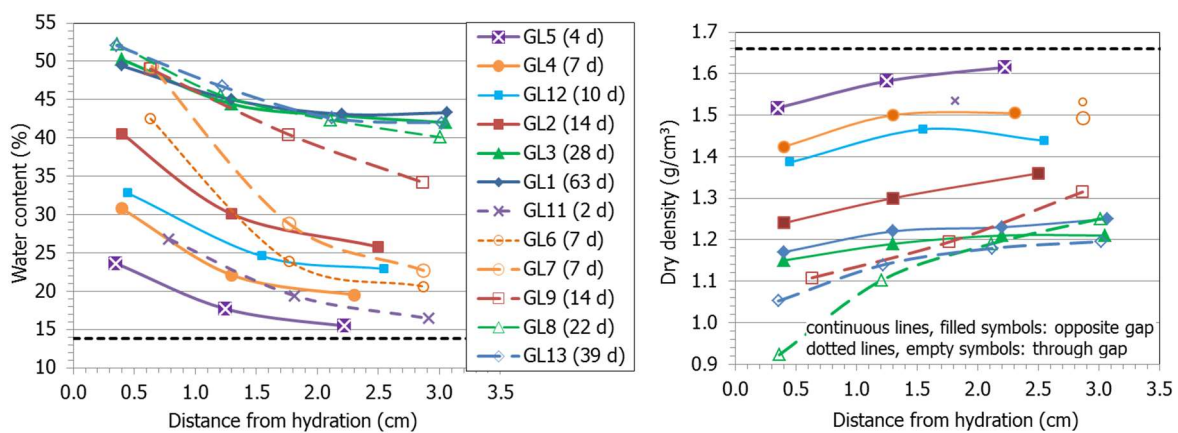 55
50
45
40
35
30
25
20
15
10
Water content (%)
0.0 0.5 1.0 1.5 2.0 2.5 3.0 3.5
Distance from hydration (cm)
GL5 (4 d)
GL4 (7 d)
GL12 (10 d)
GL2 (14 d)
GL3 (28 d)
GL1 (63 d)
GL11 (2 d)
GL6 (7 d)
GL7 (7 d)
GL9 (14 d)
GL8 (22 d)
GL13 (39 d)
1.7
1.6
1.5
1.4
1.3
1.2
1.1
1.0
0.9
Dry density (g/cm³)
continuous lines, filled symbols: opposite gap
dotted lines, empty symbols: through gap
0.0 0.5 1.0 1.5 2.0 2.5 3.0 3.5
Distance from hydration (cm)